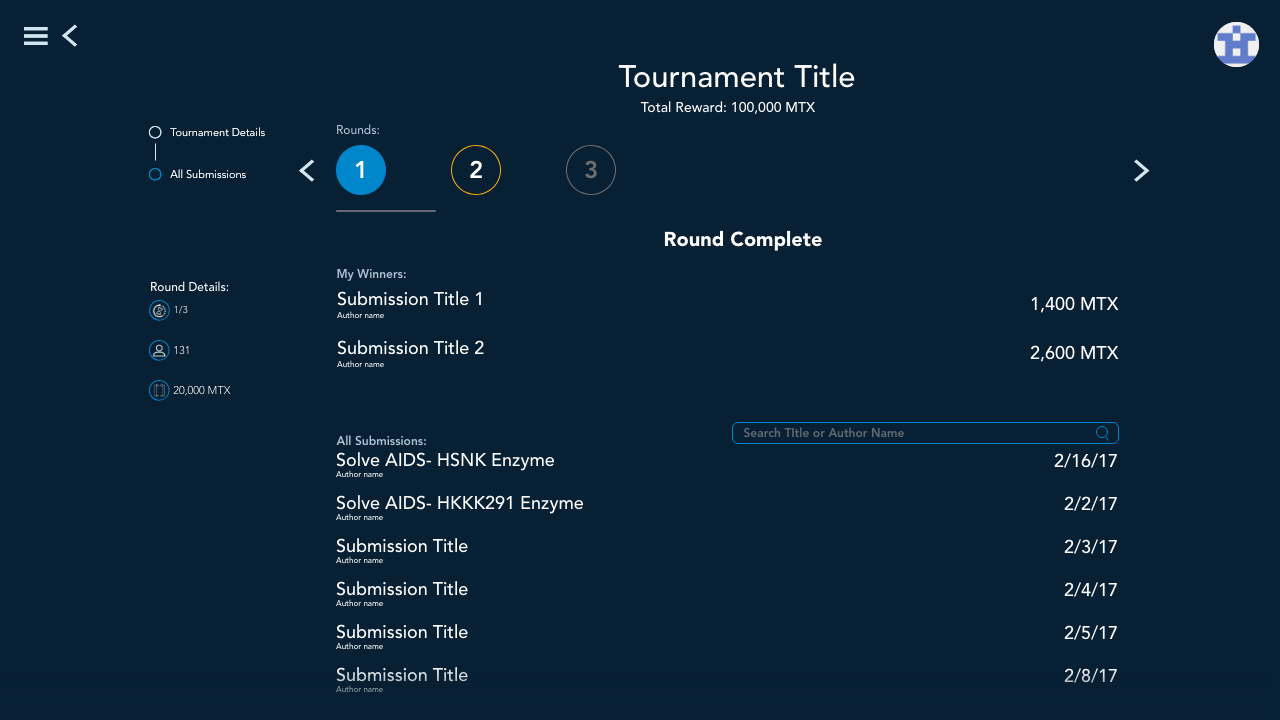 Tournament Title
Total Reward: 100,000 MTX
Tournament Details
All Submissions
Rounds:
1 2 3
Round Complete
Round Details:
1/3
131
20,000 MTX
My Winners:
Submission Title 1 1,400 MTX
Author name
Submission Title 2 2,600 MTX
Author name
Search TItle or Author Name
All Submissions:
Solve AIDS- HSNK Enzyme 2/16/17
Author name
Solve AIDS- HKKK291 Enzyme 2/2/17
Author name
Submission Title 2/3/17
Author name
Submission Title 2/4/17
Author name
Submission Title 2/5/17
Author name
Submission Title 2/8/17
Author name